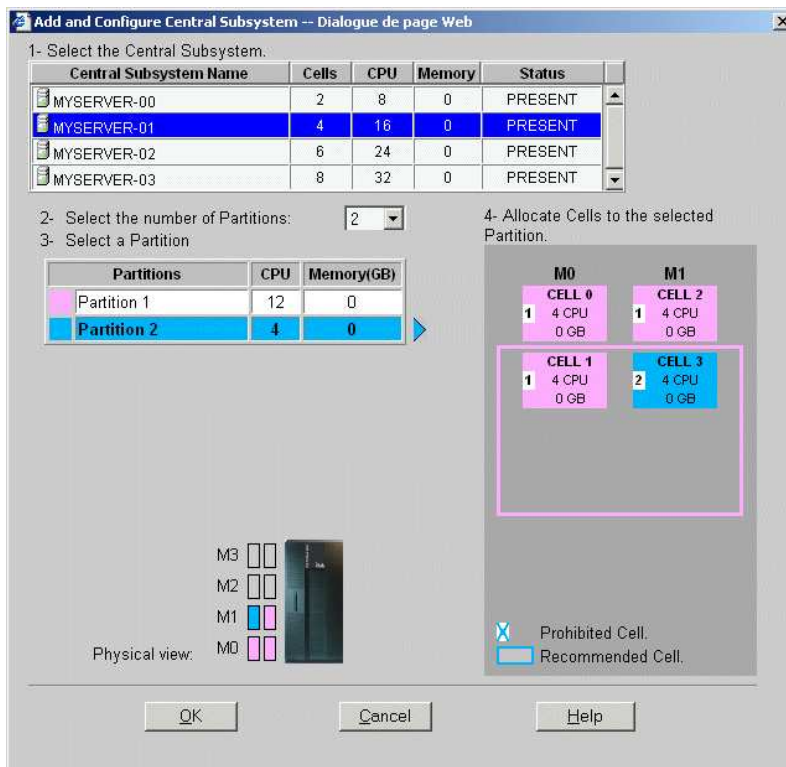 Add and Configure Central Subsystem -- Dialogue de page Web
1- Select the Central Subsystem.
Central Subsystem Name Cells CPU Memory Status
MYSERVER-00 2 8 0 PRESENT
MYSERVER-01 4 16 0 PRESENT
MYSERVER-02 6 24 0 PRESENT
MYSERVER-03 8 32 0 PRESENT
2- Select the number of Partitions: 2
3- Select a Partition
Partitions CPU Memory(GB)
Partition 1 12 0
Partition 2 4 0
4- Allocate Cells to the selected
Partition.
M0 M1
CELL 0 CELL 2
1 4 CPU 1 4 CPU
0 GB 0 GB
CELL 1 CELL 3
1 4 CPU 2 4 CPU
0 GB 0 GB
M3
M2
M1
M0
Physical view:
Prohibited Cell.
Recommended Cell.
OK Cancel Help